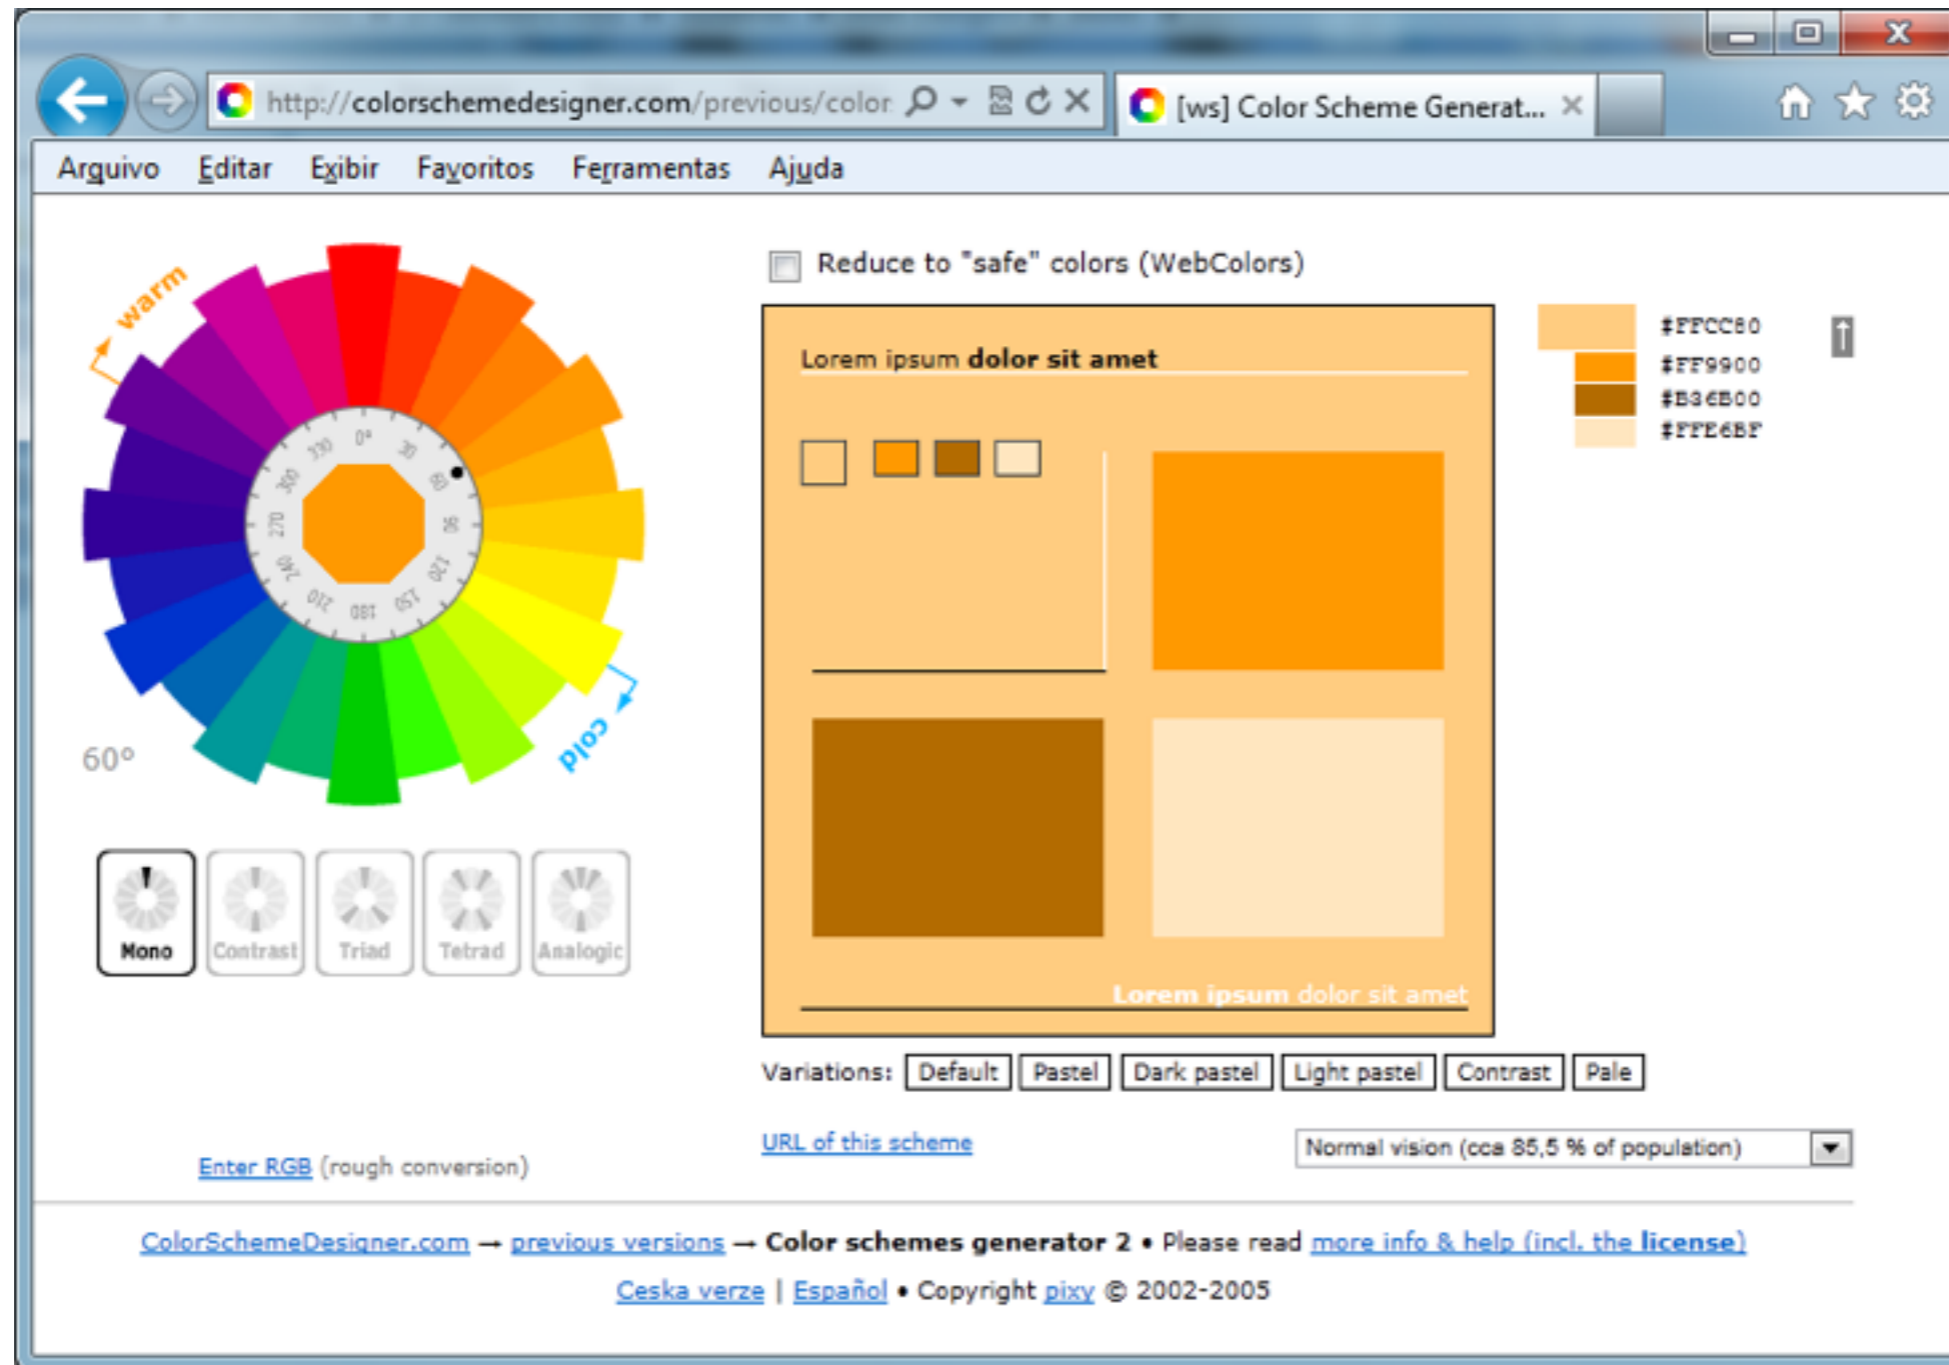 http://colorschemedesigner.com/previous/color
[ws] Color Scheme Generat...
Arquivo Editar Exibir Favoritos Ferramentas Ajuda
warm
cold
0° 30 60 90 120 150 180 210 240 270 300 330
60°
Mono Contrast Triad Tetrad Analogic
Enter RGB (rough conversion)
Reduce to "safe" colors (WebColors)
Lorem ipsum dolor sit amet
Lorem ipsum dolor sit amet
#FFCC80
#FF9900
#B36B00
#FFE6BF
Variations: Default Pastel Dark pastel Light pastel Contrast Pale
URL of this scheme
Normal vision (cca 85,5 % of population)
ColorSchemeDesigner.com → previous versions → Color schemes generator 2 • Please read more info & help (incl. the license)
Ceska verze | Español • Copyright pixy © 2002-2005